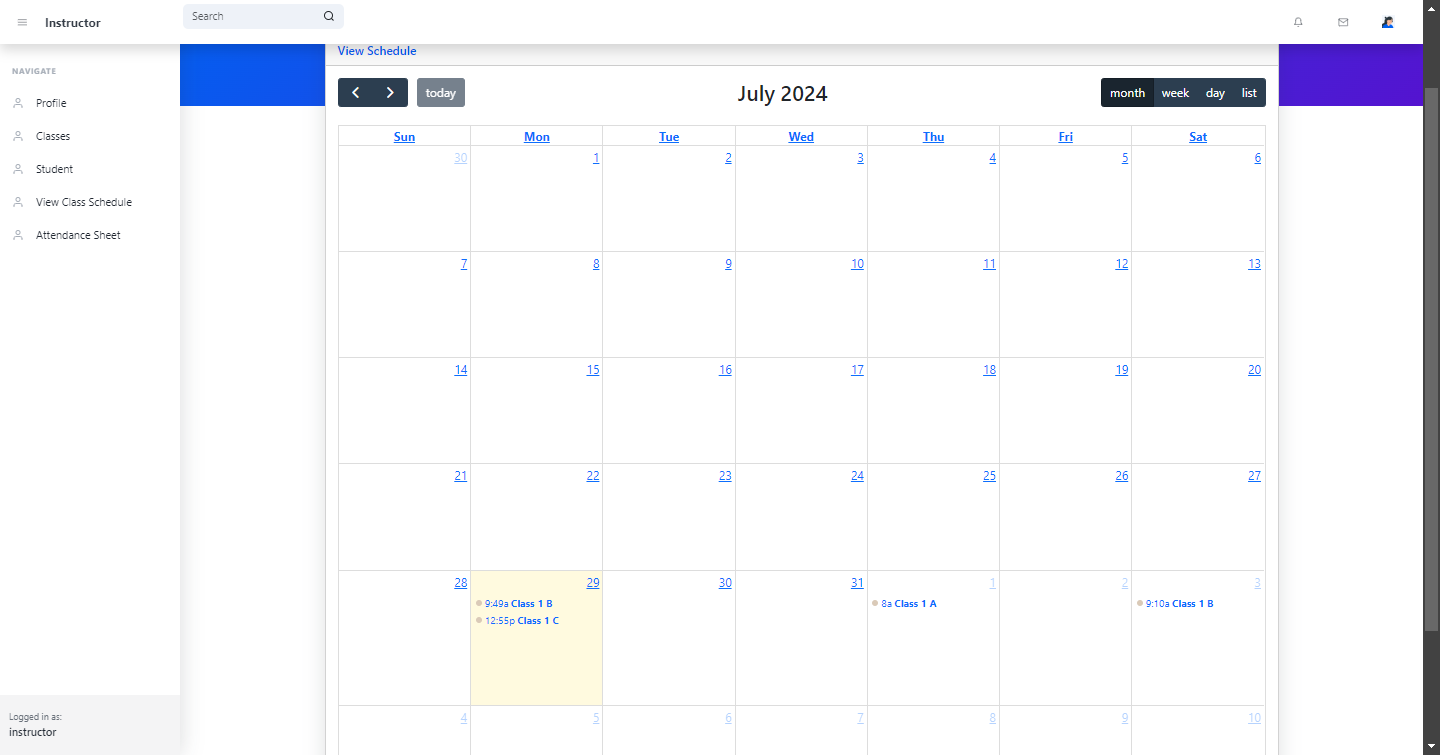 Instructor
Search
NAVIGATE
Profile
Classes
Student
View Class Schedule
Attendance Sheet
Logged in as:
instructor
View Schedule
today
July 2024
month week day list
Sun Mon Tue Wed Thu Fri Sat
30 1 2 3 4 5 6
7 8 9 10 11 12 13
14 15 16 17 18 19 20
21 22 23 24 25 26 27
28 29 30 31 1 2 3
9:49a Class 1 B 8a Class 1 A 9:10a Class 1 B
12:55p Class 1 C
4 5 6 7 8 9 10